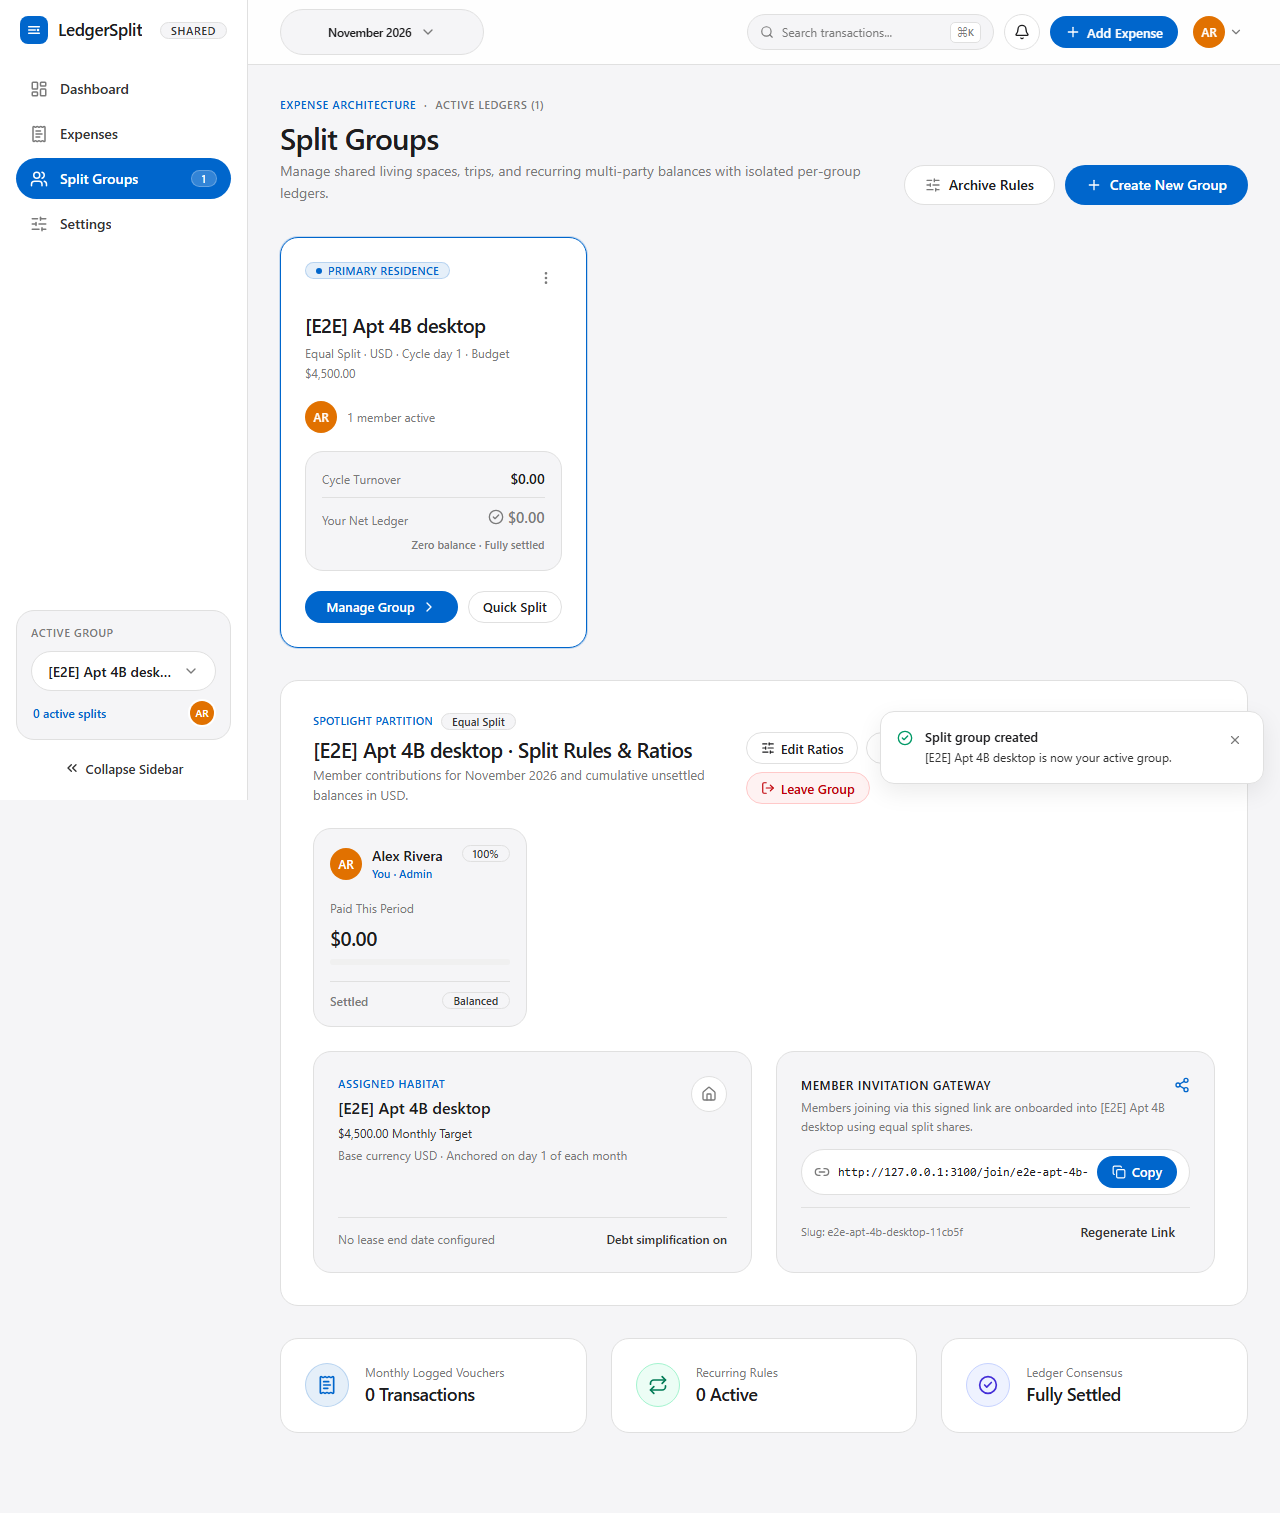 LedgerSplit
SHARED
November 2026
Search transactions...
⌘K
Add Expense
AR
Dashboard
Expenses
Split Groups
1
Settings
EXPENSE ARCHITECTURE · ACTIVE LEDGERS (1)
Split Groups
Manage shared living spaces, trips, and recurring multi-party balances with isolated per-group
ledgers.
Archive Rules
Create New Group
PRIMARY RESIDENCE
[E2E] Apt 4B desktop
Equal Split · USD · Cycle day 1 · Budget
$4,500.00
AR
1 member active
Cycle Turnover
$0.00
Your Net Ledger
$0.00
Zero balance · Fully settled
Manage Group
Quick Split
ACTIVE GROUP
[E2E] Apt 4B desk...
0 active splits
AR
Collapse Sidebar
SPOTLIGHT PARTITION
Equal Split
[E2E] Apt 4B desktop · Split Rules & Ratios
Member contributions for November 2026 and cumulative unsettled
balances in USD.
Edit Ratios
Leave Group
Split group created
[E2E] Apt 4B desktop is now your active group.
AR
Alex Rivera
You · Admin
100%
Paid This Period
$0.00
Settled
Balanced
ASSIGNED HABITAT
[E2E] Apt 4B desktop
$4,500.00 Monthly Target
Base currency USD · Anchored on day 1 of each month
No lease end date configured
Debt simplification on
MEMBER INVITATION GATEWAY
Members joining via this signed link are onboarded into [E2E] Apt 4B
desktop using equal split shares.
http://127.0.0.1:3100/join/e2e-apt-4b-
Copy
Slug: e2e-apt-4b-desktop-11cb5f
Regenerate Link
Monthly Logged Vouchers
0 Transactions
Recurring Rules
0 Active
Ledger Consensus
Fully Settled